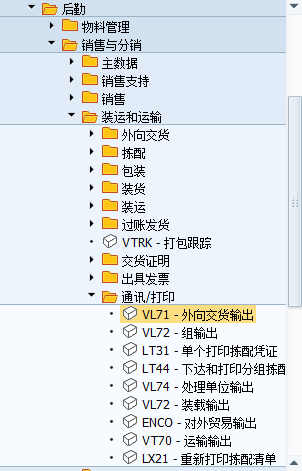 后勤
物料管理
销售与分销
主数据
销售支持
销售
装运和运输
外向交货
拣配
包装
装货
装运
过账发货
VTRK - 打包跟踪
交货证明
出具发票
通讯/打印
VL71 - 外向交货输出
VL72 - 组输出
LT31 - 单个打印拣配凭证
LT44 - 下达和打印分组拣配
VL74 - 处理单位输出
VL72 - 装载输出
ENCO - 对外贸易输出
VT70 - 运输输出
LX21 - 重新打印拣配清单